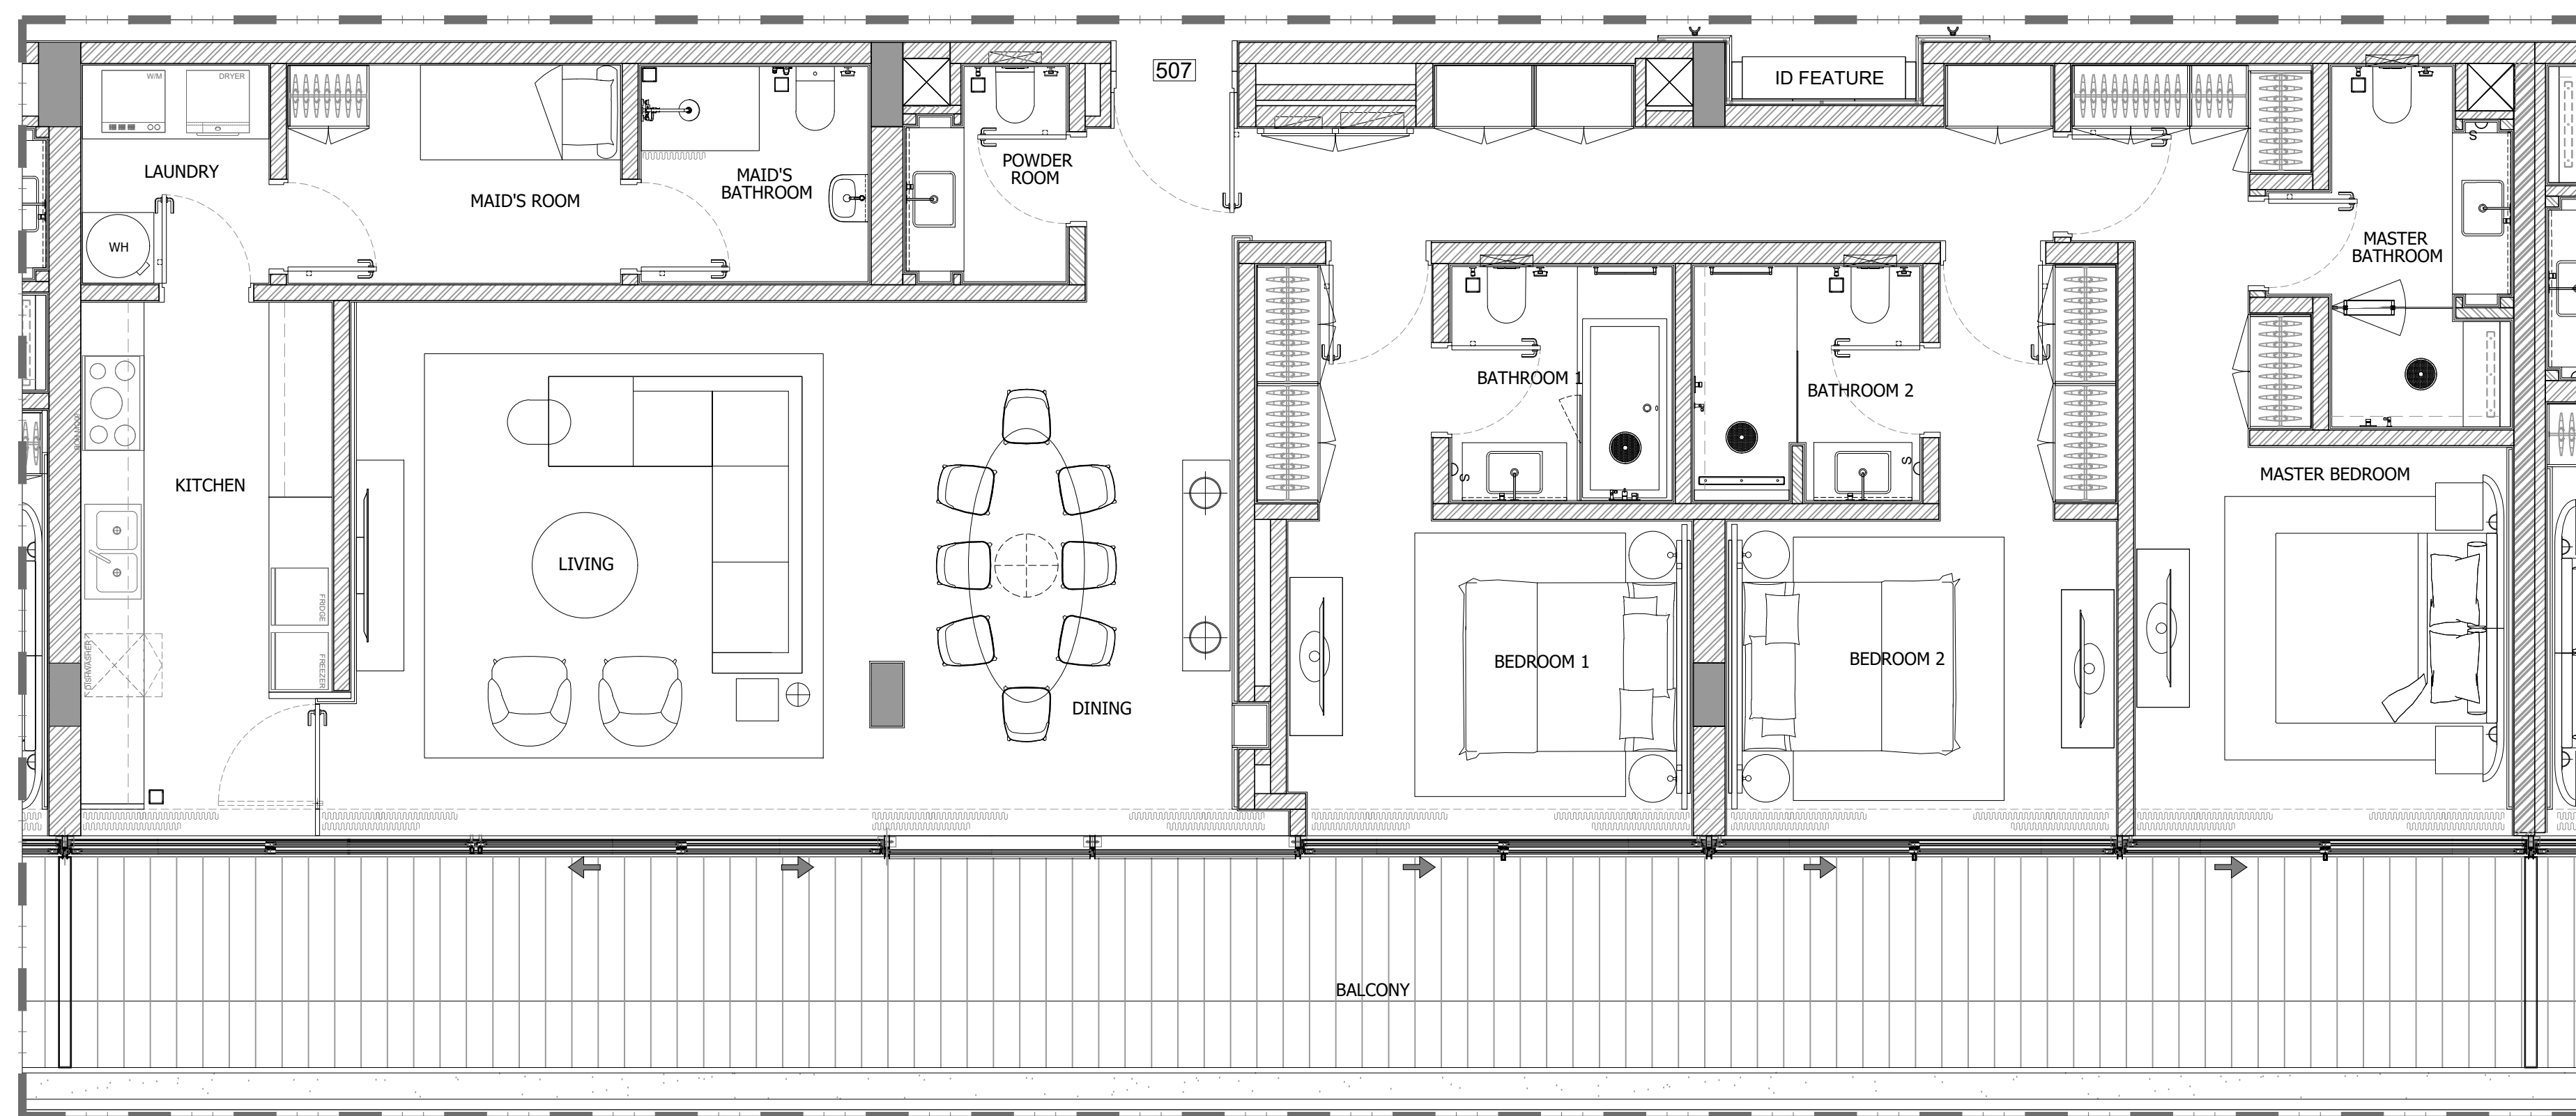 507
ID FEATURE
W/M
DRYER
LAUNDRY
WH
MAID'S ROOM
MAID'S
BATHROOM
POWDER
ROOM
MASTER
BATHROOM
S
KITCHEN
FRIDGE
FREEZER
DISHWASHER
LIVING
DINING
BATHROOM 1
S
BATHROOM 2
S
MASTER BEDROOM
BEDROOM 1
BEDROOM 2
BALCONY